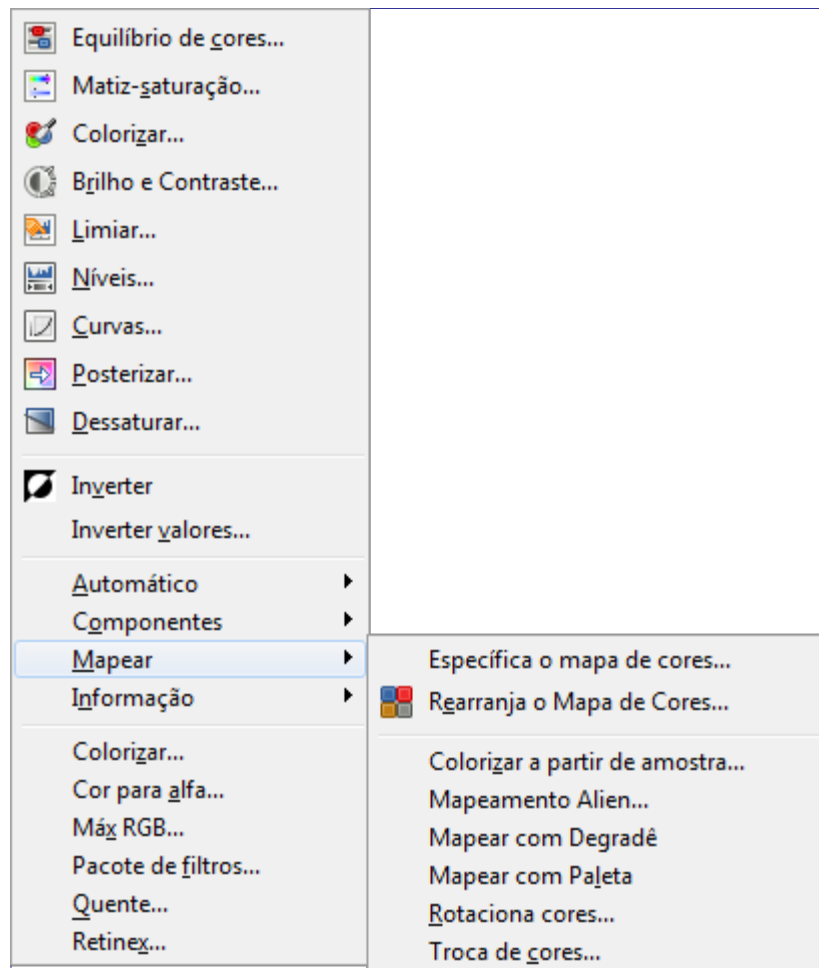 Equilíbrio de cores...
Matiz-saturação...
Colorizar...
Brilho e Contraste...
Limiar...
Níveis...
Curvas...
Posterizar...
Dessaturar...
Inverter
Inverter valores...
Automático
Componentes
Mapear
Informação
Colorizar...
Cor para alfa...
Máx RGB...
Pacote de filtros...
Quente...
Retinex...
Específica o mapa de cores...
Rearranja o Mapa de Cores...
Colorizar a partir de amostra...
Mapeamento Alien...
Mapear com Degradê
Mapear com Paleta
Rotaciona cores...
Troca de cores...